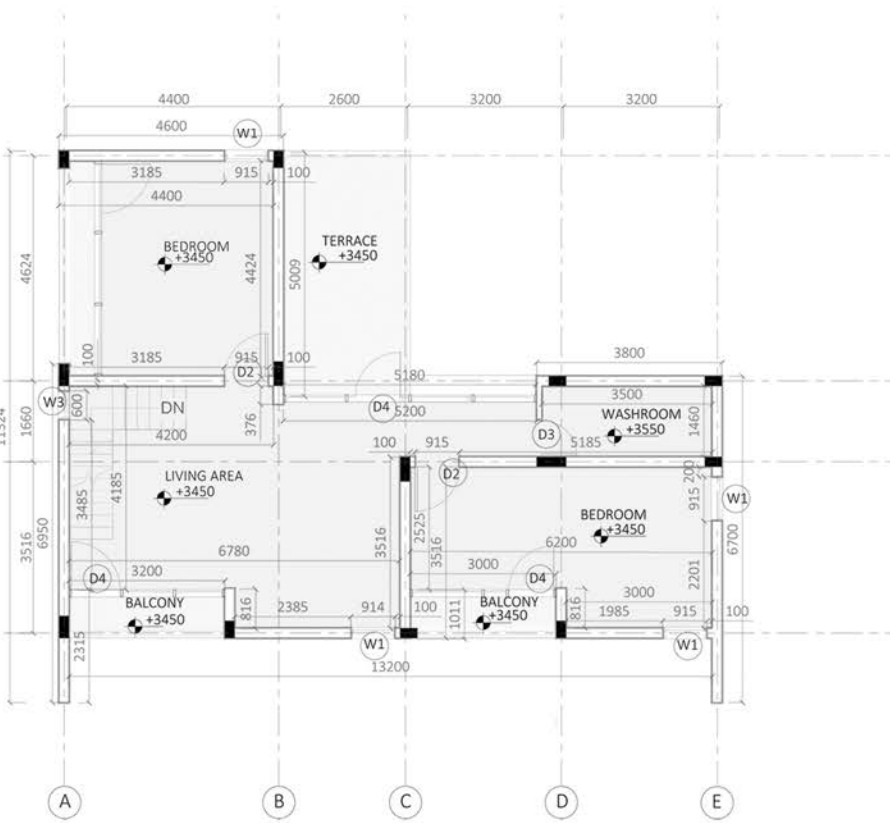 4400 2600 3200 3200
4600 W1
3185 915 100
4400
BEDROOM
+3450
TERRACE
+3450
4624 4424 5009
100 3185 915 100
D2
3800
5180
3500
W3 600 DN D4
5200
WASHROOM
+3550
1460
11324 1660 4200 376
D3
100 915 5185
D2
200
LIVING AREA
+3450
W1
915
BEDROOM
+3450
3485 4185
2525 3516
6200
3516 6950 6780 3516 6700
3000
2201
3200
D4 D4
3000
BALCONY
+3450
816 2385 914 100 1011
BALCONY
+3450
816 1985 915 100
2315
W1 W1
13200
A B C D E